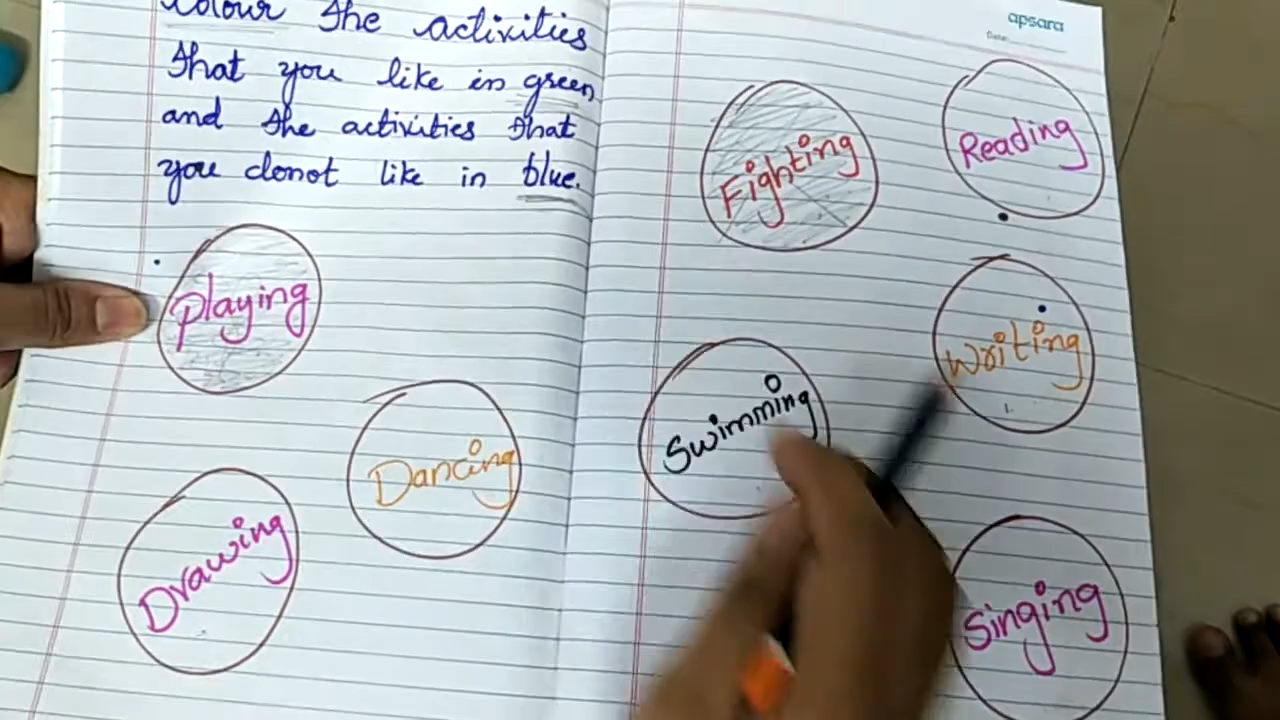 Colour the activities
that you like in green
and the activities that
you donot like in blue.
Playing
Dancing
Drawing
apsara
Date:
Fighting
Reading
Writing
Swimming
Singing